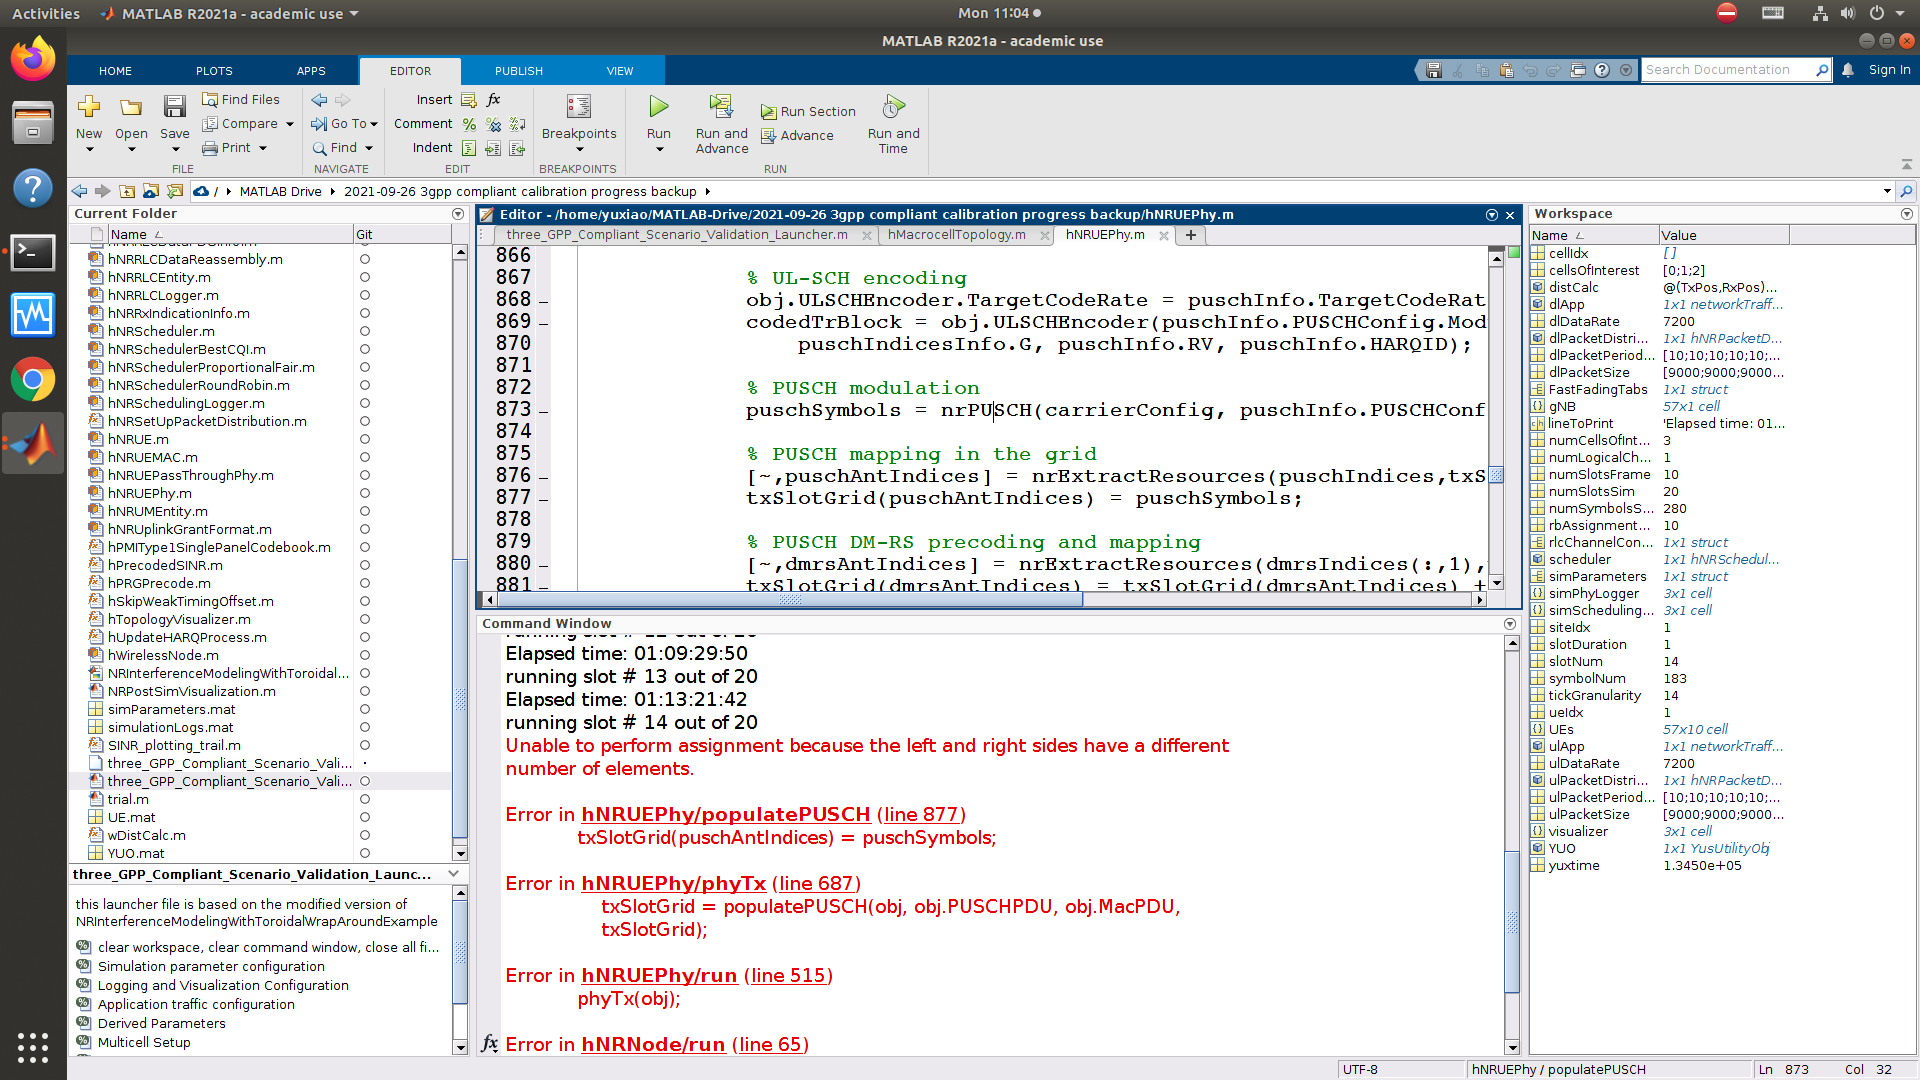 Activities
MATLAB R2021a - academic use
Mon 11:04
MATLAB R2021a - academic use
HOME
PLOTS
APPS
EDITOR
PUBLISH
VIEW
Search Documentation
Sign In
New
Open
Save
Find Files
Compare
Print
Go To
Find
Insert
fx
Comment
Indent
Breakpoints
Run
Run and
Advance
Run Section
Advance
Run and
Time
FILE
NAVIGATE
EDIT
BREAKPOINTS
RUN
/ MATLAB Drive 2021-09-26 3gpp compliant calibration progress backup
Current Folder
Name
Git
hNRRLCDataReassembly.m
hNRRLCEntity.m
hNRRLCLogger.m
hNRRxIndicationInfo.m
hNRScheduler.m
hNRSchedulerBestCQI.m
hNRSchedulerProportionalFair.m
hNRSchedulerRoundRobin.m
hNRSchedulingLogger.m
hNRSetUpPacketDistribution.m
hNRUE.m
hNRUEMAC.m
hNRUEPassThroughPhy.m
hNRUEPhy.m
hNRUMEntity.m
hNRUplinkGrantFormat.m
hPMIType1SinglePanelCodebook.m
hPrecodedSINR.m
hPRGPrecode.m
hSkipWeakTimingOffset.m
hTopologyVisualizer.m
hUpdateHARQProcess.m
hWirelessNode.m
NRInterferenceModelingWithToroidal...
NRPostSimVisualization.m
simParameters.mat
simulationLogs.mat
SINR_plotting_trail.m
three_GPP_Compliant_Scenario_Vali...
three_GPP_Compliant_Scenario_Vali...
trial.m
UE.mat
wDistCalc.m
YUO.mat
three_GPP_Compliant_Scenario_Validation_Launc...
this launcher file is based on the modified version of
NRInterferenceModelingWithToroidalWrapAroundExample
clear workspace, clear command window, close all fi...
Simulation parameter configuration
Logging and Visualization Configuration
Application traffic configuration
Derived Parameters
Multicell Setup
Editor - /home/yuxiao/MATLAB-Drive/2021-09-26 3gpp compliant calibration progress backup/hNRUEPhy.m
three_GPP_Compliant_Scenario_Validation_Launcher.m
hMacrocellTopology.m
hNRUEPhy.m
866
867 % UL-SCH encoding
868 obj.ULSCHEncoder.TargetCodeRate = puschInfo.TargetCodeRat
869 codedTrBlock = obj.ULSCHEncoder(puschInfo.PUSCHConfig.Mod
870 puschIndicesInfo.G, puschInfo.RV, puschInfo.HARQID);
871
872 % PUSCH modulation
873 puschSymbols = nrPUSCH(carrierConfig, puschInfo.PUSCHConf
874
875 % PUSCH mapping in the grid
876 [~,puschAntIndices] = nrExtractResources(puschIndices,txS
877 txSlotGrid(puschAntIndices) = puschSymbols;
878
879 % PUSCH DM-RS precoding and mapping
880 [~,dmrsAntIndices] = nrExtractResources(dmrsIndices(:,1),
881 txSlotGrid(dmrsAntIndices) = txSlotGrid(dmrsAntIndices) +
Command Window
running slot # 12 out of 20
Elapsed time: 01:09:29:50
running slot # 13 out of 20
Elapsed time: 01:13:21:42
running slot # 14 out of 20
Unable to perform assignment because the left and right sides have a different
number of elements.
Error in hNRUEPhy/populatePUSCH (line 877)
txSlotGrid(puschAntIndices) = puschSymbols;
Error in hNRUEPhy/phyTx (line 687)
txSlotGrid = populatePUSCH(obj, obj.PUSCHPDU, obj.MacPDU,
txSlotGrid);
Error in hNRUEPhy/run (line 515)
phyTx(obj);
fx Error in hNRNode/run (line 65)
Workspace
Name Value
cellIdx []
cellsOfInterest [0;1;2]
distCalc @(TxPos,RxPos)...
dlApp 1x1 networkTraff...
dlDataRate 7200
dlPacketDistri... 1x1 hNRPacketD...
dlPacketPeriod... [10;10;10;10;10;...
dlPacketSize [9000;9000;9000...
FastFadingTabs 1x1 struct
gNB 57x1 cell
lineToPrint 'Elapsed time: 01...
numCellsOfInt... 3
numLogicalCh... 1
numSlotsFrame 10
numSlotsSim 20
numSymbolsS... 280
rbAssignment... 10
rlcChannelCon... 1x1 struct
scheduler 1x1 hNRSchedul...
simParameters 1x1 struct
simPhyLogger 3x1 cell
simScheduling... 3x1 cell
siteIdx 1
slotDuration 1
slotNum 14
symbolNum 183
tickGranularity 14
ueIdx 1
UEs 57x10 cell
ulApp 1x1 networkTraff...
ulDataRate 7200
ulPacketDistri... 1x1 hNRPacketD...
ulPacketPeriod... [10;10;10;10;10;...
ulPacketSize [9000;9000;9000...
visualizer 3x1 cell
YUO 1x1 YusUtilityObj
yuxtime 1.3450e+05
UTF-8
hNRUEPhy / populatePUSCH
Ln 873 Col 32